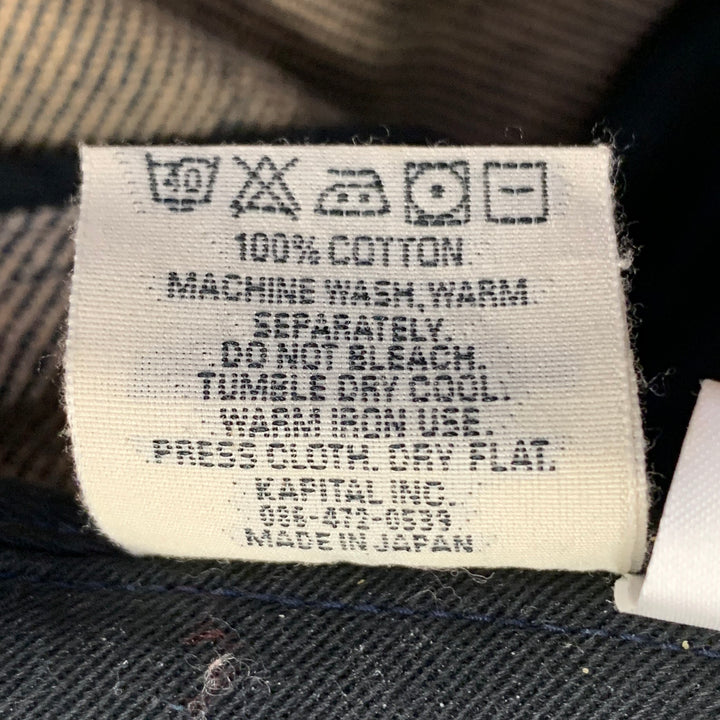 40
100% COTTON
MACHINE WASH, WARM
SEPARATELY.
DO NOT BLEACH.
TUMBLE DRY COOL.
WARM IRON USE.
PRESS CLOTH. DRY FLAT.
KAPITAL INC.
086-472-0539
MADE IN JAPAN